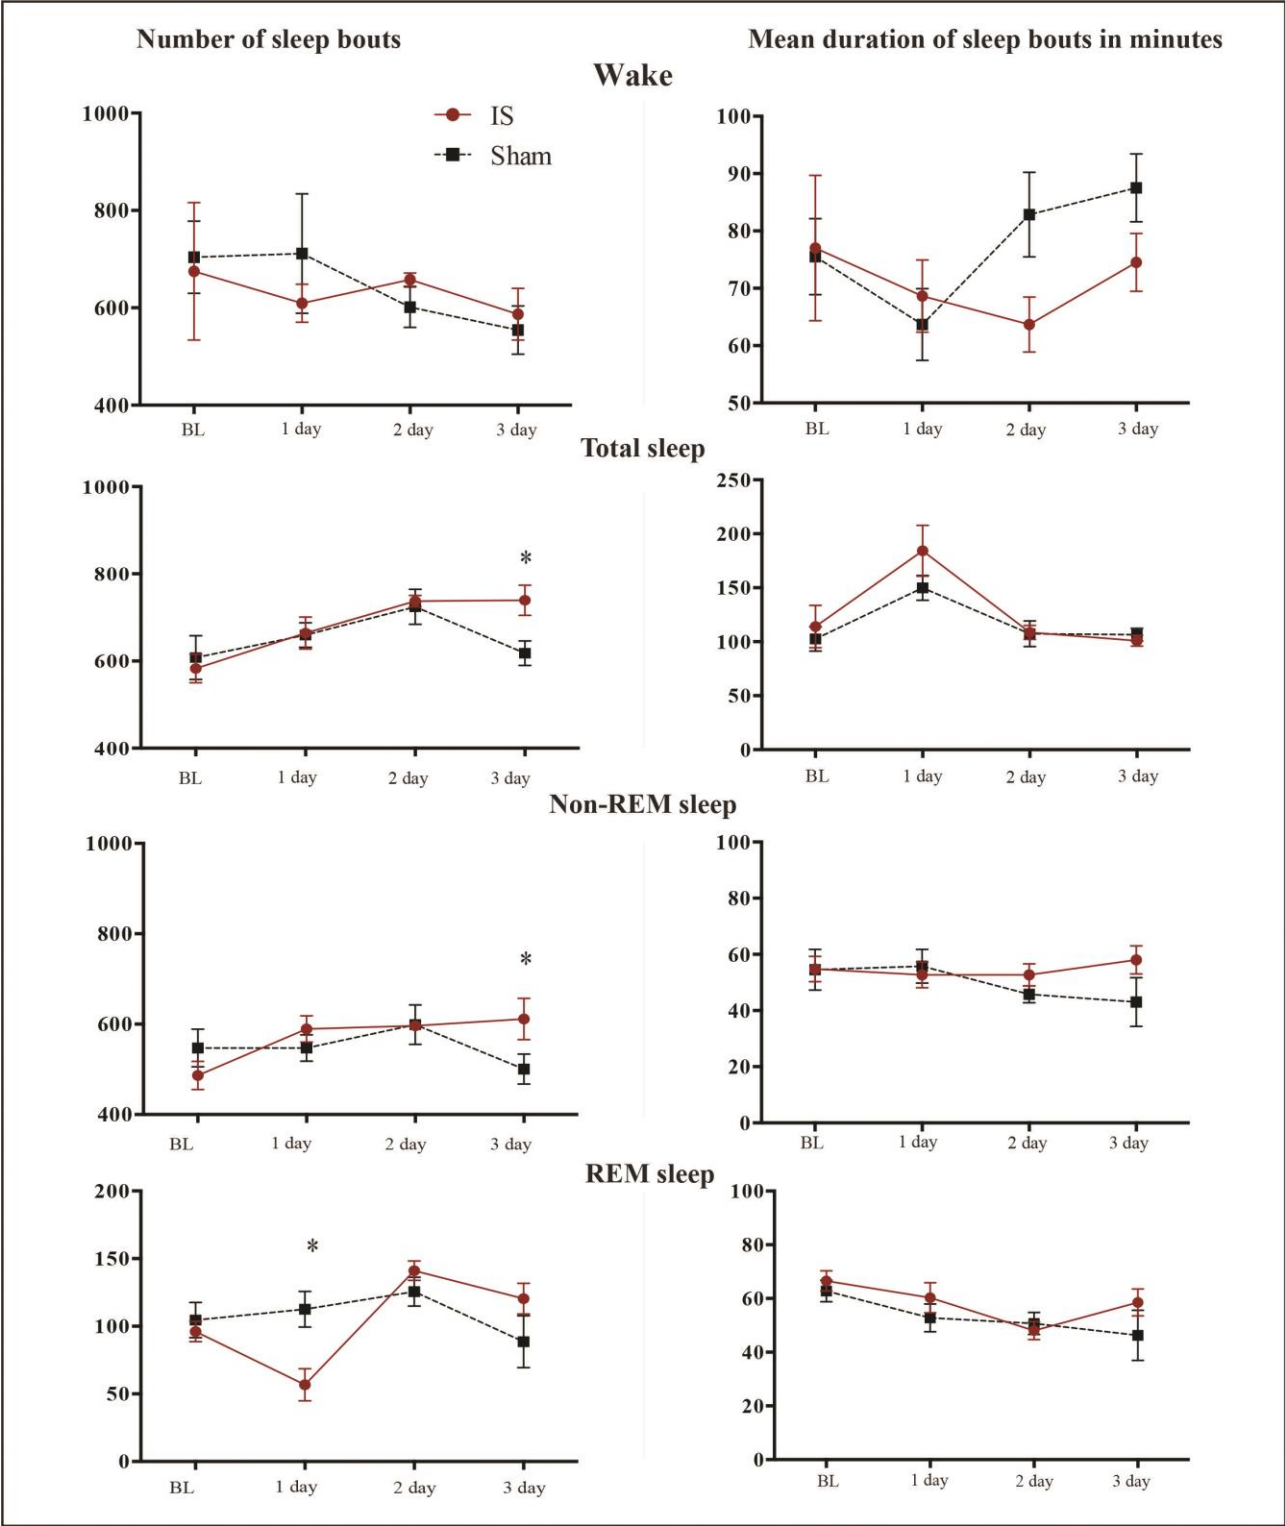 Number of sleep bouts
Mean duration of sleep bouts in minutes
Wake
IS
Sham
1000
800
600
400
BL
1 day
2 day
3 day
100
90
80
70
60
50
BL
1 day
2 day
3 day
Total sleep
1000
800
600
400
*
BL
1 day
2 day
3 day
250
200
150
100
50
0
BL
1 day
2 day
3 day
Non-REM sleep
1000
800
600
400
*
BL
1 day
2 day
3 day
100
80
60
40
20
0
BL
1 day
2 day
3 day
REM sleep
200
150
100
50
0
*
BL
1 day
2 day
3 day
100
80
60
40
20
0
BL
1 day
2 day
3 day